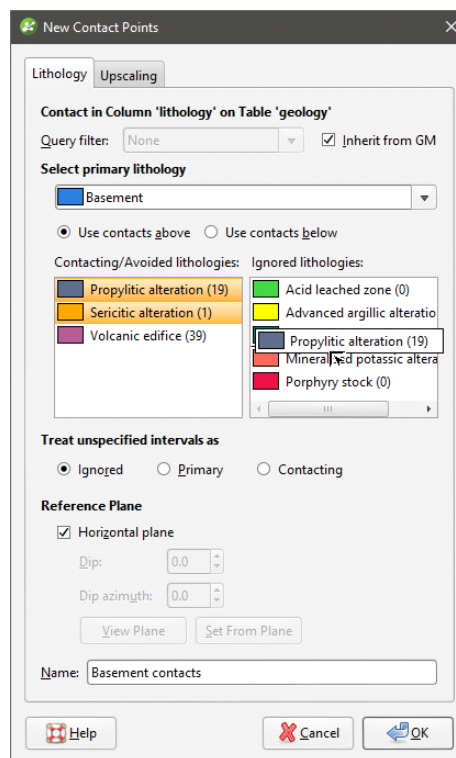 New Contact Points
Lithology Upscaling
Contact in Column 'lithology' on Table 'geology'
Query filter: None Inherit from GM
Select primary lithology
Basement
Use contacts above Use contacts below
Contacting/Avoided lithologies: Ignored lithologies:
Propylitic alteration (19) Acid leached zone (0)
Sericitic alteration (1) Advanced argillic alteratio
Volcanic edifice (39) Propylitic alteration (19)
Mineralized potassic altera
Porphyry stock (0)
Treat unspecified intervals as
Ignored Primary Contacting
Reference Plane
Horizontal plane
Dip: 0.0
Dip azimuth: 0.0
View Plane Set From Plane
Name: Basement contacts
Help Cancel OK